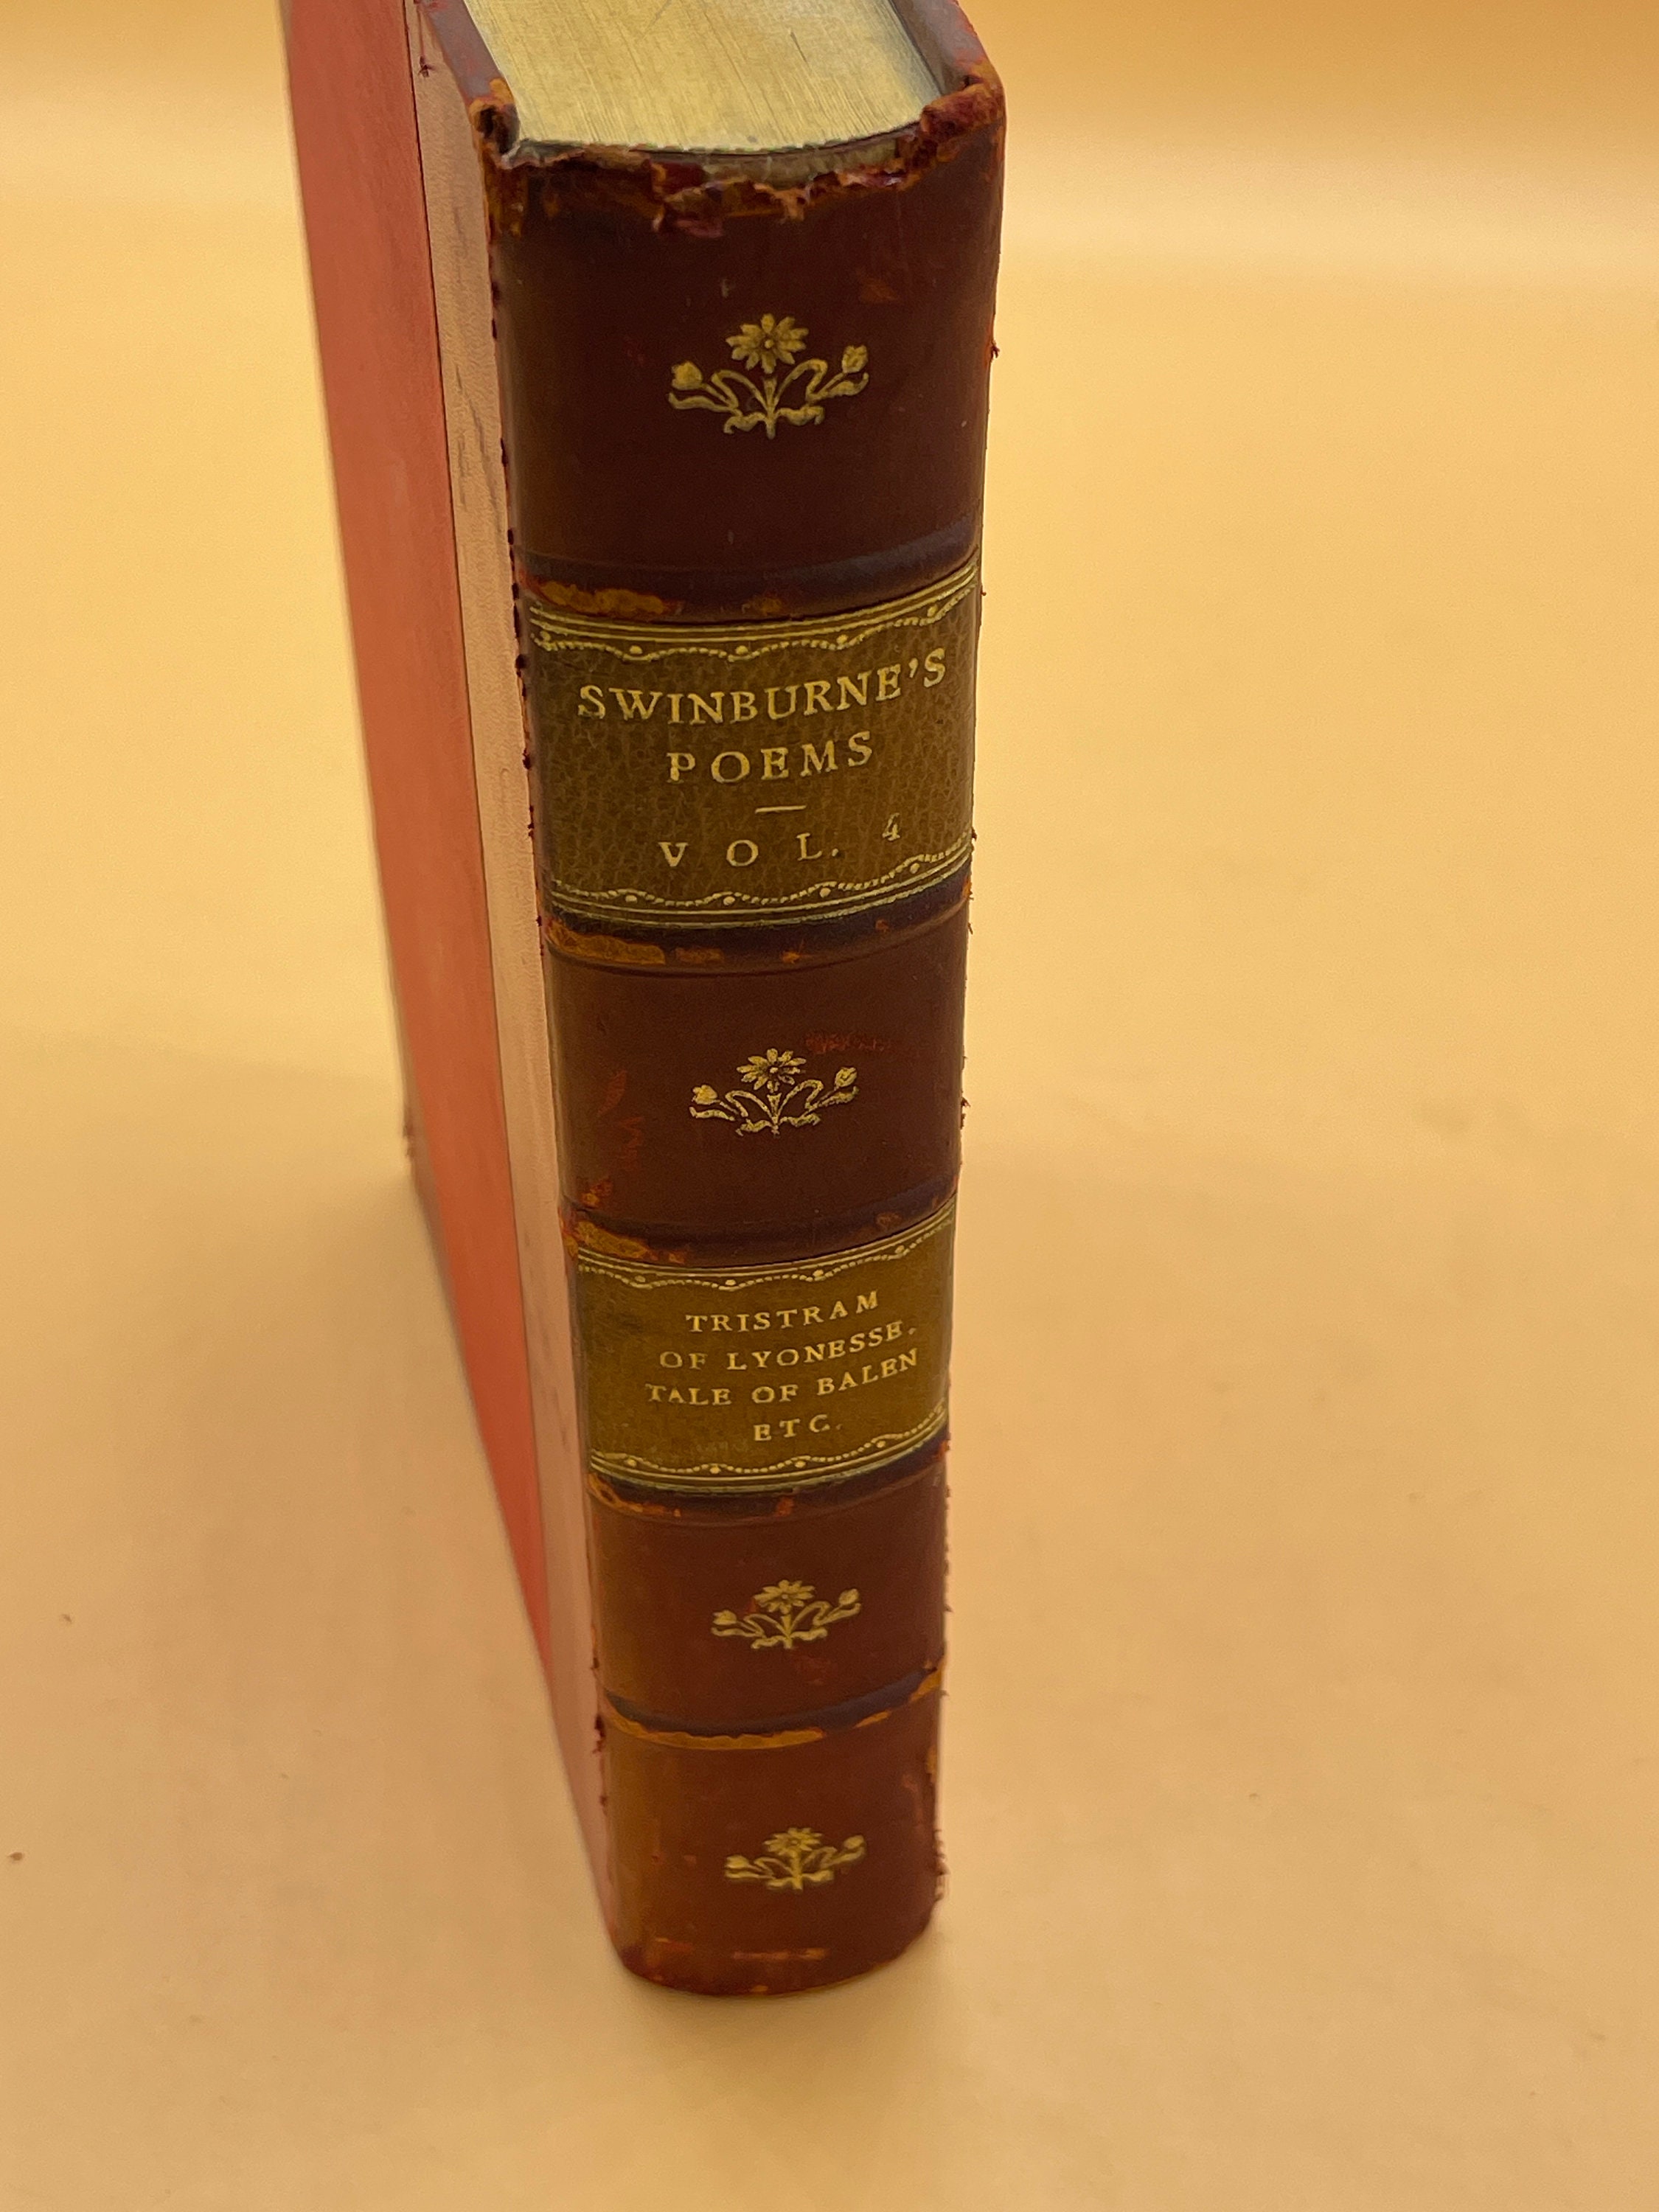 SWINBURNE'S
POEMS
VOL. 4
TRISTRAM
OF LYONESSE.
TALE OF BALEN
ETC.